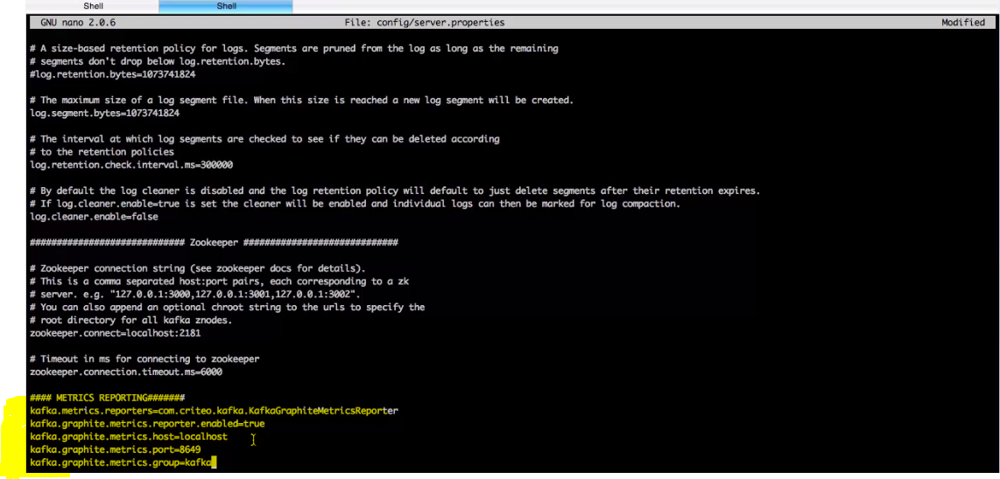 Shell Shell
GNU nano 2.0.6 File: config/server.properties Modified
# A size-based retention policy for logs. Segments are pruned from the log as long as the remaining
# segments don't drop below log.retention.bytes.
#log.retention.bytes=1073741824
# The maximum size of a log segment file. When this size is reached a new log segment will be created.
log.segment.bytes=1073741824
# The interval at which log segments are checked to see if they can be deleted according
# to the retention policies
log.retention.check.interval.ms=300000
# By default the log cleaner is disabled and the log retention policy will default to just delete segments after their retention expires.
# If log.cleaner.enable=true is set the cleaner will be enabled and individual logs can then be marked for log compaction.
log.cleaner.enable=false
############################# Zookeeper #############################
# Zookeeper connection string (see zookeeper docs for details).
# This is a comma separated host:port pairs, each corresponding to a zk
# server. e.g. "127.0.0.1:3000,127.0.0.1:3001,127.0.0.1:3002".
# You can also append an optional chroot string to the urls to specify the
# root directory for all kafka znodes.
zookeeper.connect=localhost:2181
# Timeout in ms for connecting to zookeeper
zookeeper.connection.timeout.ms=6000
#### METRICS REPORTING#######
kafka.metrics.reporters=com.criteo.kafka.KafkaGraphiteMetricsReporter
kafka.graphite.metrics.reporter.enabled=true
kafka.graphite.metrics.host=localhost
kafka.graphite.metrics.port=8649
kafka.graphite.metrics.group=kafka